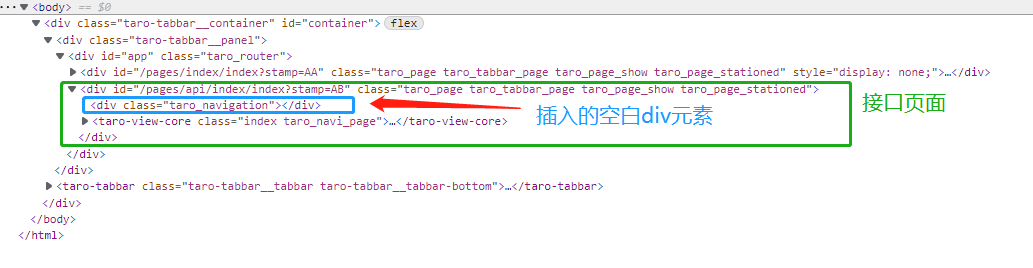 <body> == $0
<div class="taro-tabbar__container" id="container"> flex
<div class="taro-tabbar__panel">
<div id="app" class="taro_router">
<div id="/pages/index/index?stamp=AA" class="taro_page taro_tabbar_page taro_page_show taro_page_stationed" style="display: none;">…</div>
<div id="/pages/api/index/index?stamp=AB" class="taro_page taro_tabbar_page taro_page_show taro_page_stationed">
<div class="taro_navigation"></div>
<taro-view-core class="index taro_navi_page">…</taro-view-core>
插入的空白div元素
接口页面
</div>
</div>
</div>
<taro-tabbar class="taro-tabbar__tabbar taro-tabbar__tabbar-bottom">…</taro-tabbar>
</div>
</body>
</html>